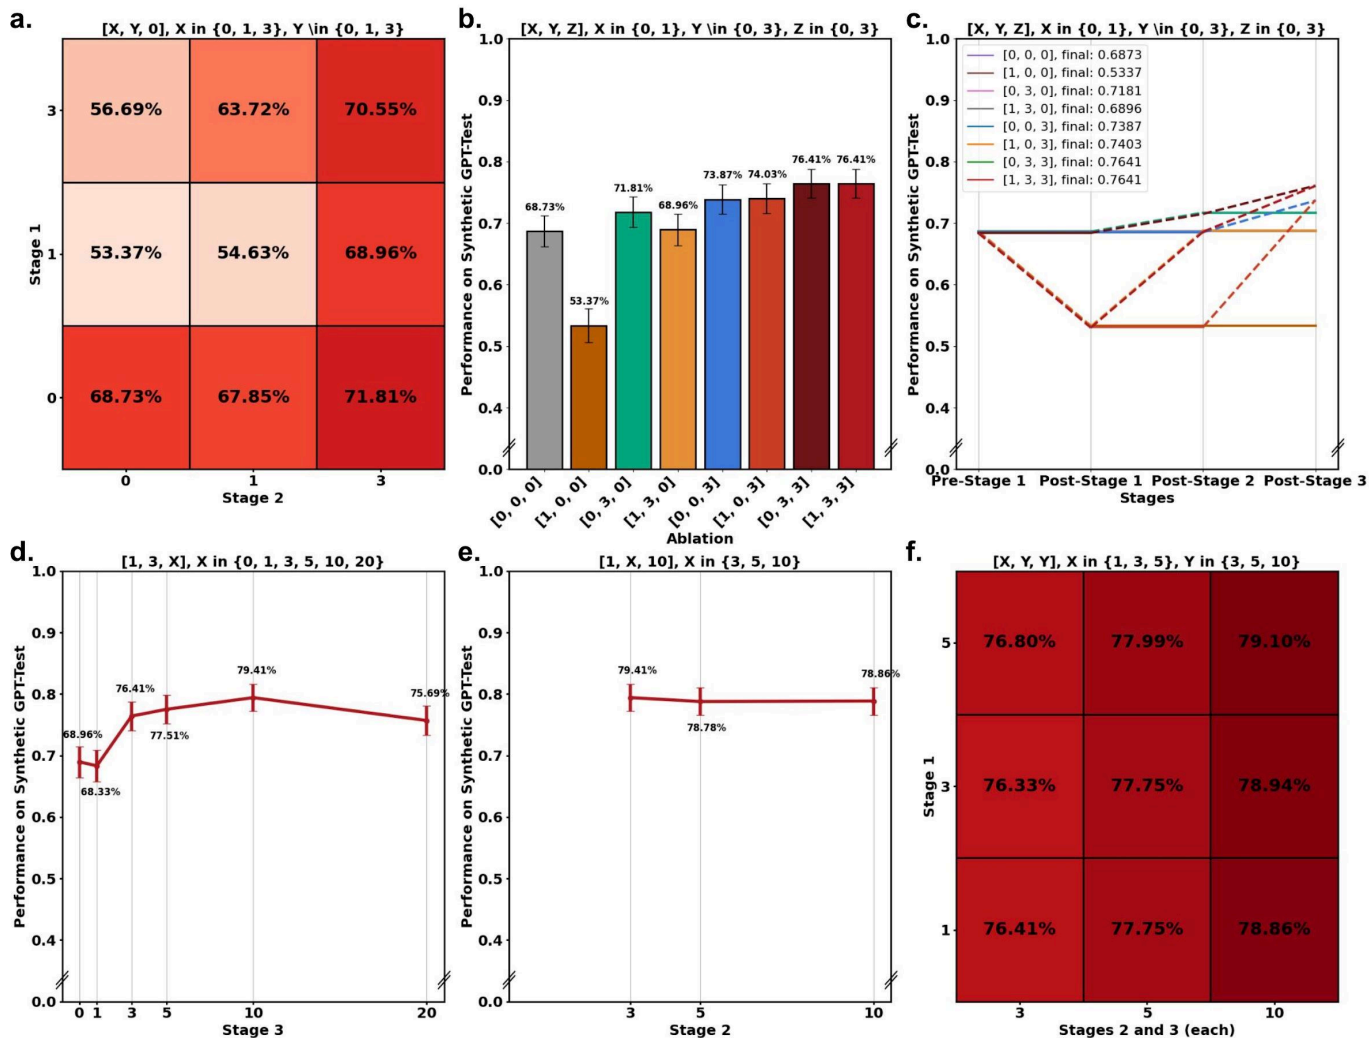 a.
[X, Y, 0], X in {0, 1, 3}, Y \in {0, 1, 3}
Stage 1
3
56.69%
63.72%
70.55%
1
53.37%
54.63%
68.96%
0
68.73%
67.85%
71.81%
0
1
3
Stage 2
b.
[X, Y, Z], X in {0, 1}, Y \in {0, 3}, Z in {0, 3}
Performance on Synthetic GPT-Test
1.0
0.9
0.8
0.7
0.6
0.5
0.4
0.0
68.73%
53.37%
71.81%
68.96%
73.87%
74.03%
76.41%
76.41%
[0, 0, 0]
[1, 0, 0]
[0, 3, 0]
[1, 3, 0]
[0, 0, 3]
[1, 0, 3]
[0, 3, 3]
[1, 3, 3]
Ablation
c.
[X, Y, Z], X in {0, 1}, Y \in {0, 3}, Z in {0, 3}
Performance on Synthetic GPT-Test
1.0
0.9
0.8
0.7
0.6
0.5
0.4
0.0
[0, 0, 0], final: 0.6873
[1, 0, 0], final: 0.5337
[0, 3, 0], final: 0.7181
[1, 3, 0], final: 0.6896
[0, 0, 3], final: 0.7387
[1, 0, 3], final: 0.7403
[0, 3, 3], final: 0.7641
[1, 3, 3], final: 0.7641
Pre-Stage 1
Post-Stage 1
Post-Stage 2
Post-Stage 3
Stages
d.
[1, 3, X], X in {0, 1, 3, 5, 10, 20}
Performance on Synthetic GPT-Test
1.0
0.9
0.8
0.7
0.6
0.5
0.4
0.0
68.96%
68.33%
76.41%
77.51%
79.41%
75.69%
0
1
3
5
10
20
Stage 3
e.
[1, X, 10], X in {3, 5, 10}
Performance on Synthetic GPT-Test
1.0
0.9
0.8
0.7
0.6
0.5
0.4
0.0
79.41%
78.78%
78.86%
3
5
10
Stage 2
f.
[X, Y, Y], X in {1, 3, 5}, Y in {3, 5, 10}
Stage 1
5
76.80%
77.99%
79.10%
3
76.33%
77.75%
78.94%
1
76.41%
77.75%
78.86%
3
5
10
Stages 2 and 3 (each)